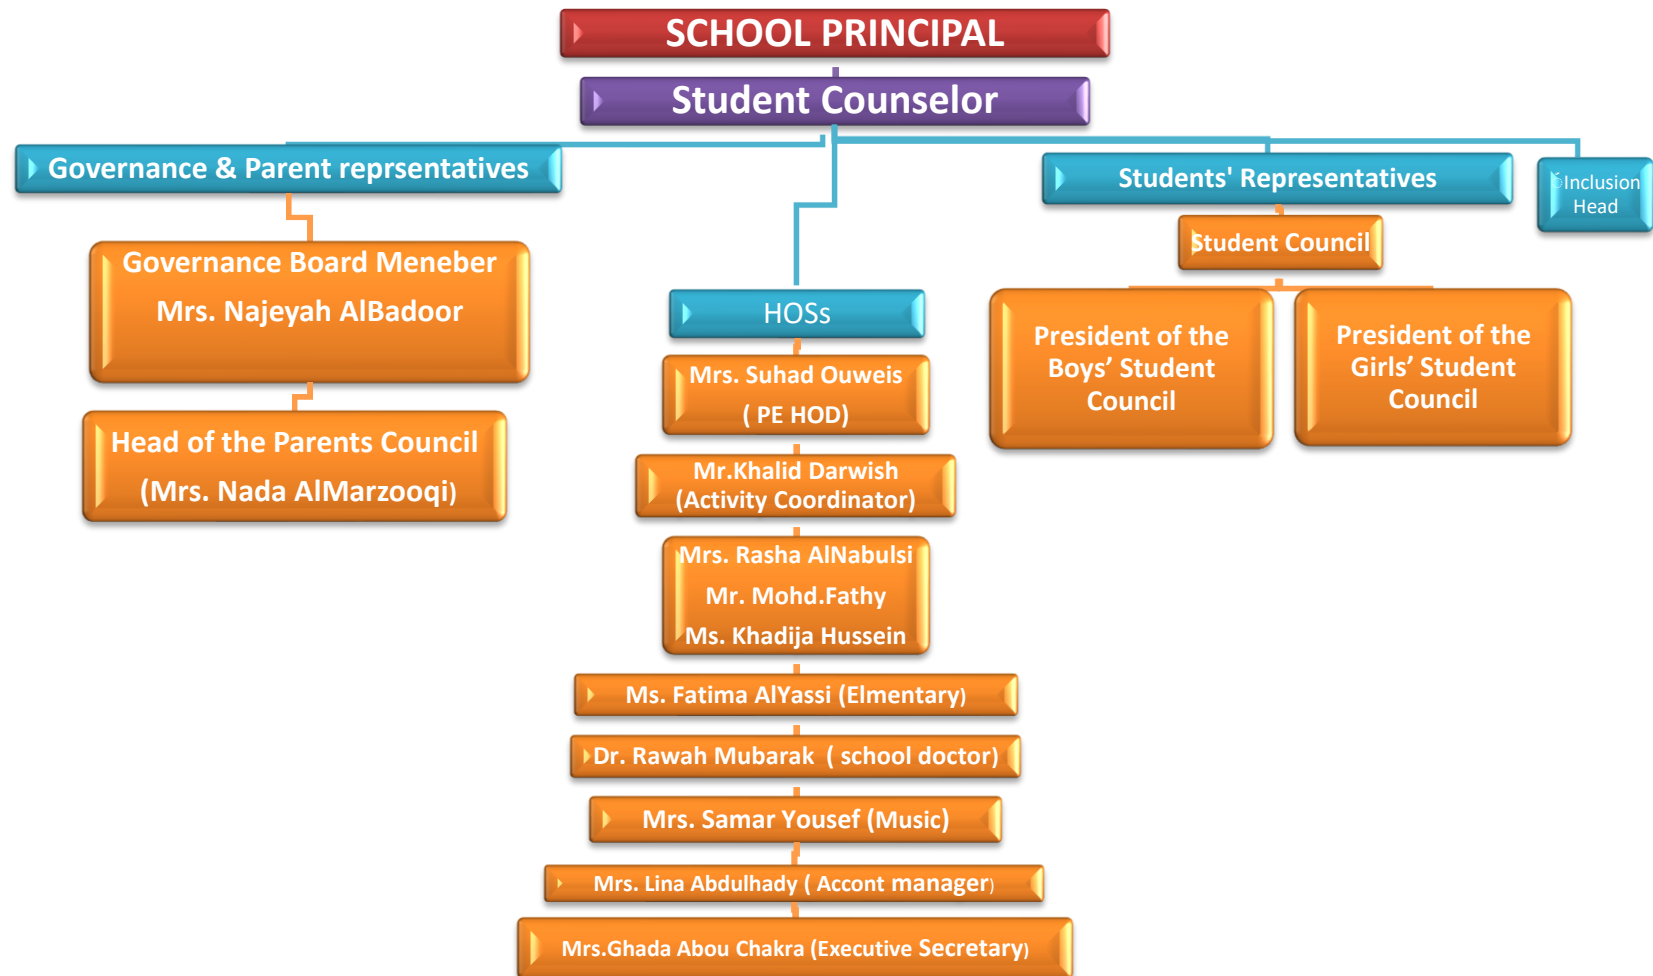 SCHOOL PRINCIPAL
Student Counselor
Governance & Parent reprsentatives
Governance Board Meneber
Mrs. Najeyah AlBadoor
Head of the Parents Council
(Mrs. Nada AlMarzooqi)
HOSs
Mrs. Suhad Ouweis
( PE HOD)
Mr.Khalid Darwish
(Activity Coordinator)
Mrs. Rasha AlNabulsi
Mr. Mohd.Fathy
Ms. Khadija Hussein
Ms. Fatima AlYassi (Elmentary)
Dr. Rawah Mubarak ( school doctor)
Mrs. Samar Yousef (Music)
Mrs. Lina Abdulhady ( Accont manager)
Mrs.Ghada Abou Chakra (Executive Secretary)
Students' Representatives
Student Council
President of the
Boys’ Student
Council
President of the
Girls’ Student
Council
Inclusion
Head